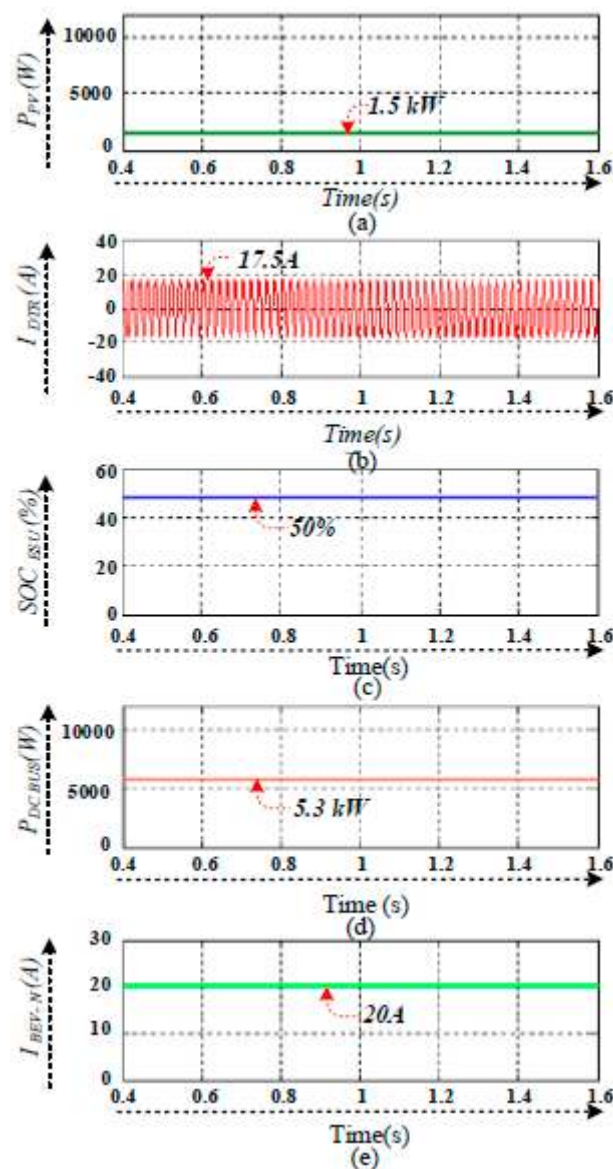 P_PV (W)
10000
5000
0
1.5 kW
0.4 0.6 0.8 1 1.2 1.4 1.6
Time(s)
(a)
I_DTR (A)
40
20
0
-20
-40
17.5A
0.4 0.6 0.8 1 1.2 1.4 1.6
Time(s)
(b)
SOC_ESU (%)
60
40
20
0
50%
0.4 0.6 0.8 1 1.2 1.4 1.6
Time(s)
(c)
P_DC BUS (W)
10000
5000
0
5.3 kW
0.4 0.6 0.8 1 1.2 1.4 1.6
Time (s)
(d)
I_BEV-N (A)
30
20
10
0
20A
0.4 0.6 0.8 1 1.2 1.4 1.6
Time(s)
(e)